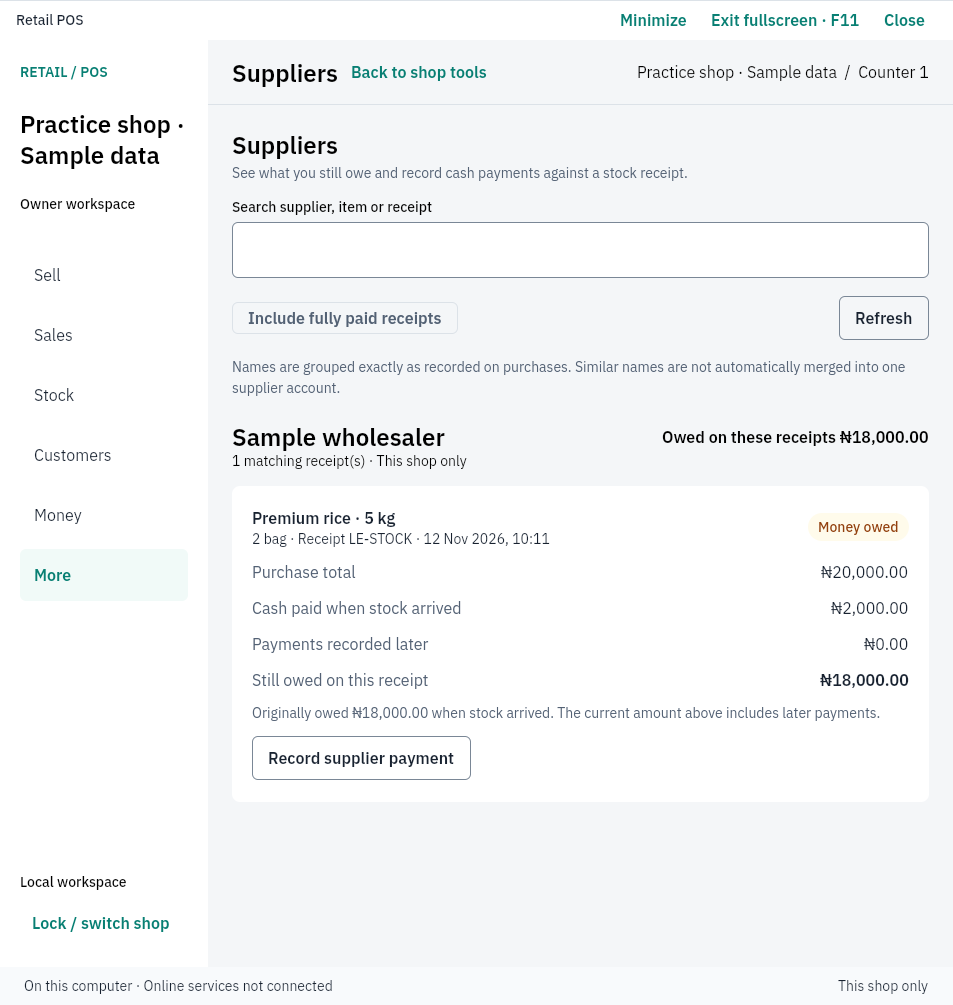 Retail POS
Minimize
Exit fullscreen · F11
Close
RETAIL / POS
Practice shop ·
Sample data
Owner workspace
Sell
Sales
Stock
Customers
Money
More
Local workspace
Lock / switch shop
Suppliers
Back to shop tools
Practice shop · Sample data / Counter 1
Suppliers
See what you still owe and record cash payments against a stock receipt.
Search supplier, item or receipt
Include fully paid receipts
Refresh
Names are grouped exactly as recorded on purchases. Similar names are not automatically merged into one
supplier account.
Sample wholesaler
Owed on these receipts ₦18,000.00
1 matching receipt(s) · This shop only
Premium rice · 5 kg
2 bag · Receipt LE-STOCK · 12 Nov 2026, 10:11
Money owed
Purchase total ₦20,000.00
Cash paid when stock arrived ₦2,000.00
Payments recorded later ₦0.00
Still owed on this receipt ₦18,000.00
Originally owed ₦18,000.00 when stock arrived. The current amount above includes later payments.
Record supplier payment
On this computer · Online services not connected
This shop only